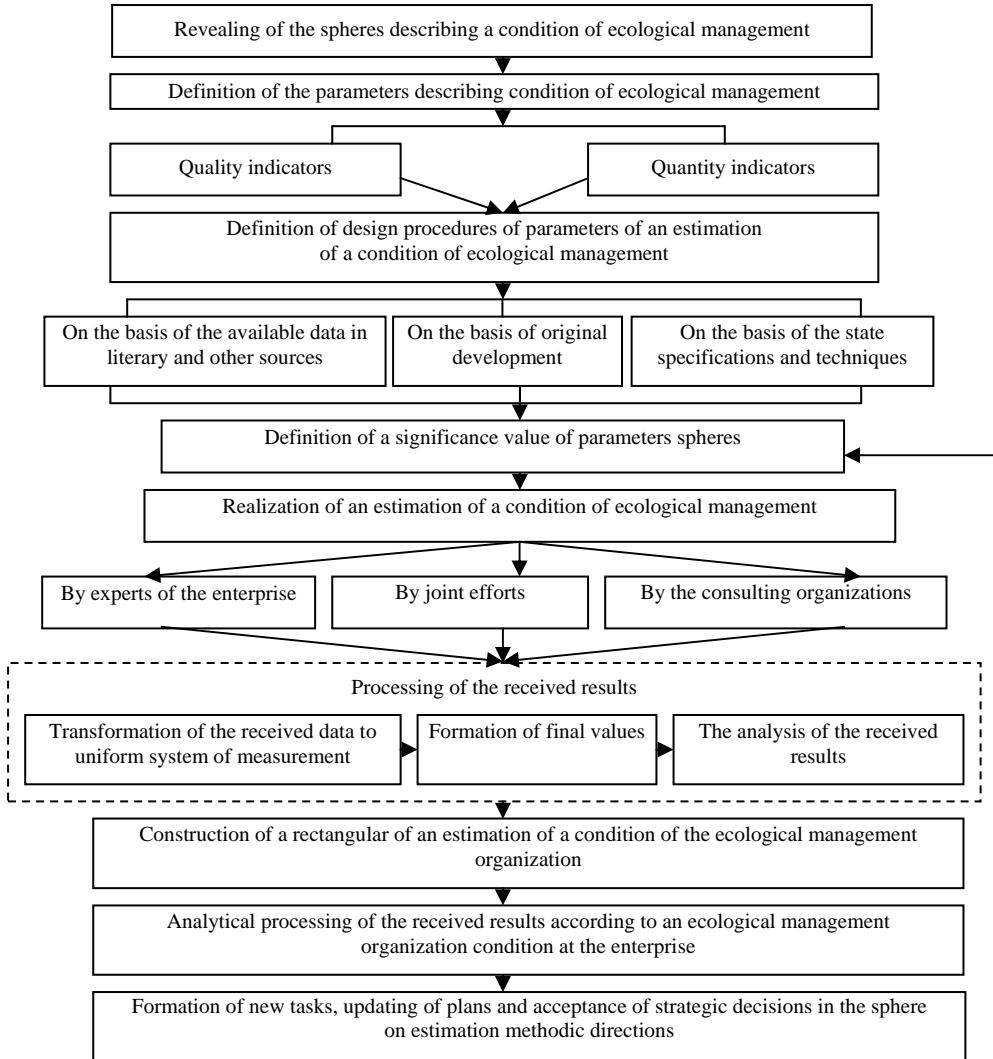 Revealing of the spheres describing a condition of ecological management
Definition of the parameters describing condition of ecological management
Quality indicators
Quantity indicators
Definition of design procedures of parameters of an estimation
of a condition of ecological management
On the basis of the available data in
literary and other sources
On the basis of original
development
On the basis of the state
specifications and techniques
Definition of a significance value of parameters spheres
Realization of an estimation of a condition of ecological management
By experts of the enterprise
By joint efforts
By the consulting organizations
Processing of the received results
Transformation of the received data to
uniform system of measurement
Formation of final values
The analysis of the received
results
Construction of a rectangular of an estimation of a condition of the ecological management
organization
Analytical processing of the received results according to an ecological management
organization condition at the enterprise
Formation of new tasks, updating of plans and acceptance of strategic decisions in the sphere
on estimation methodic directions